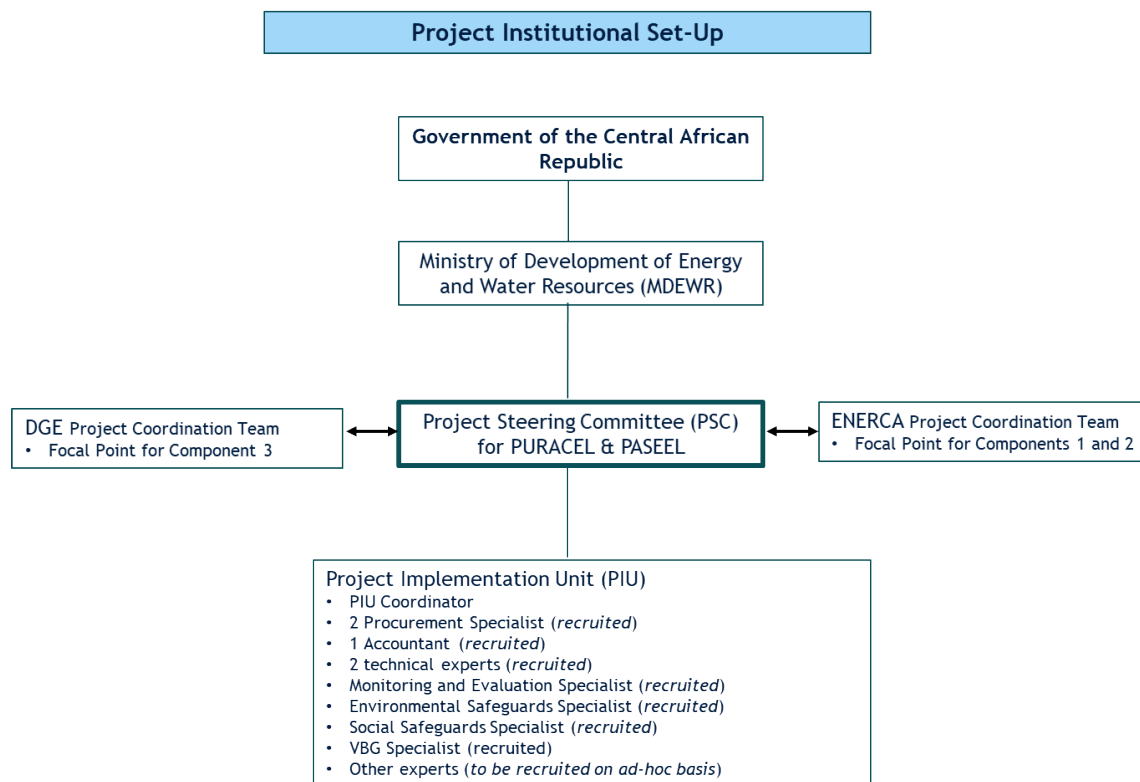 Project Institutional Set-Up
Government of the Central African
Republic
Ministry of Development of Energy
and Water Resources (MDEWR)
DGE Project Coordination Team
• Focal Point for Component 3
Project Steering Committee (PSC)
for PURACEL & PASEEL
ENERCA Project Coordination Team
• Focal Point for Components 1 and 2
Project Implementation Unit (PIU)
• PIU Coordinator
• 2 Procurement Specialist (recruited)
• 1 Accountant (recruited)
• 2 technical experts (recruited)
• Monitoring and Evaluation Specialist (recruited)
• Environmental Safeguards Specialist (recruited)
• Social Safeguards Specialist (recruited)
• VBG Specialist (recruited)
• Other experts (to be recruited on ad-hoc basis)